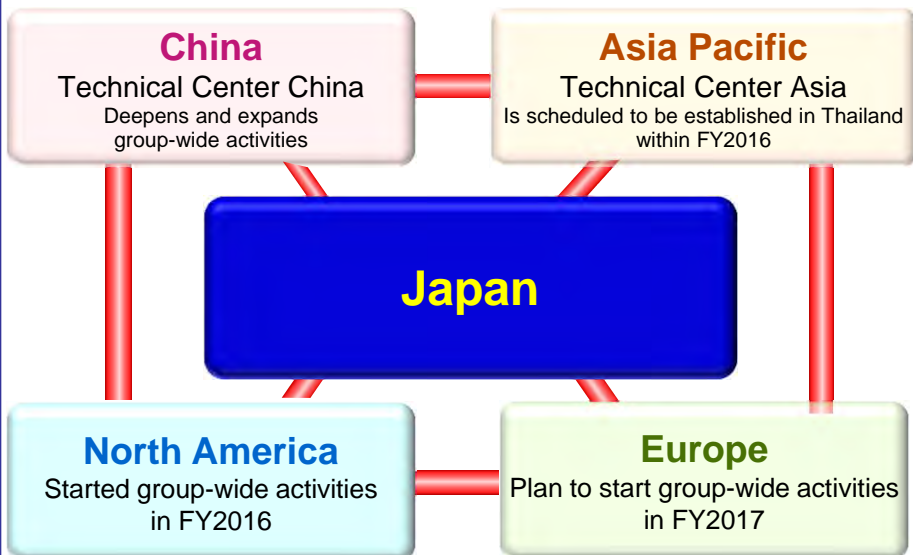 China
Technical Center China
Deepens and expands
group-wide activities
Asia Pacific
Technical Center Asia
Is scheduled to be established in Thailand
within FY2016
Japan
North America
Started group-wide activities
in FY2016
Europe
Plan to start group-wide activities
in FY2017